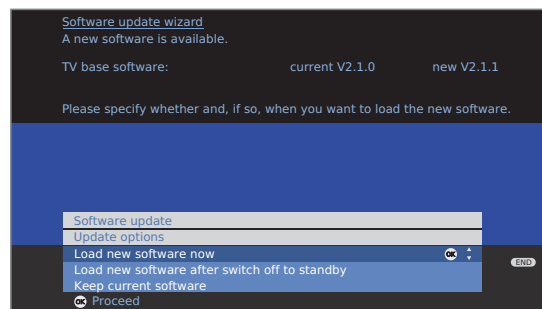 Software update wizard
A new software is available.
TV base software: current V2.1.0 new V2.1.1
Please specify whether and, if so, when you want to load the new software.
Software update
Update options
Load new software now OK
END
Load new software after switch off to standby
Keep current software
OK Proceed